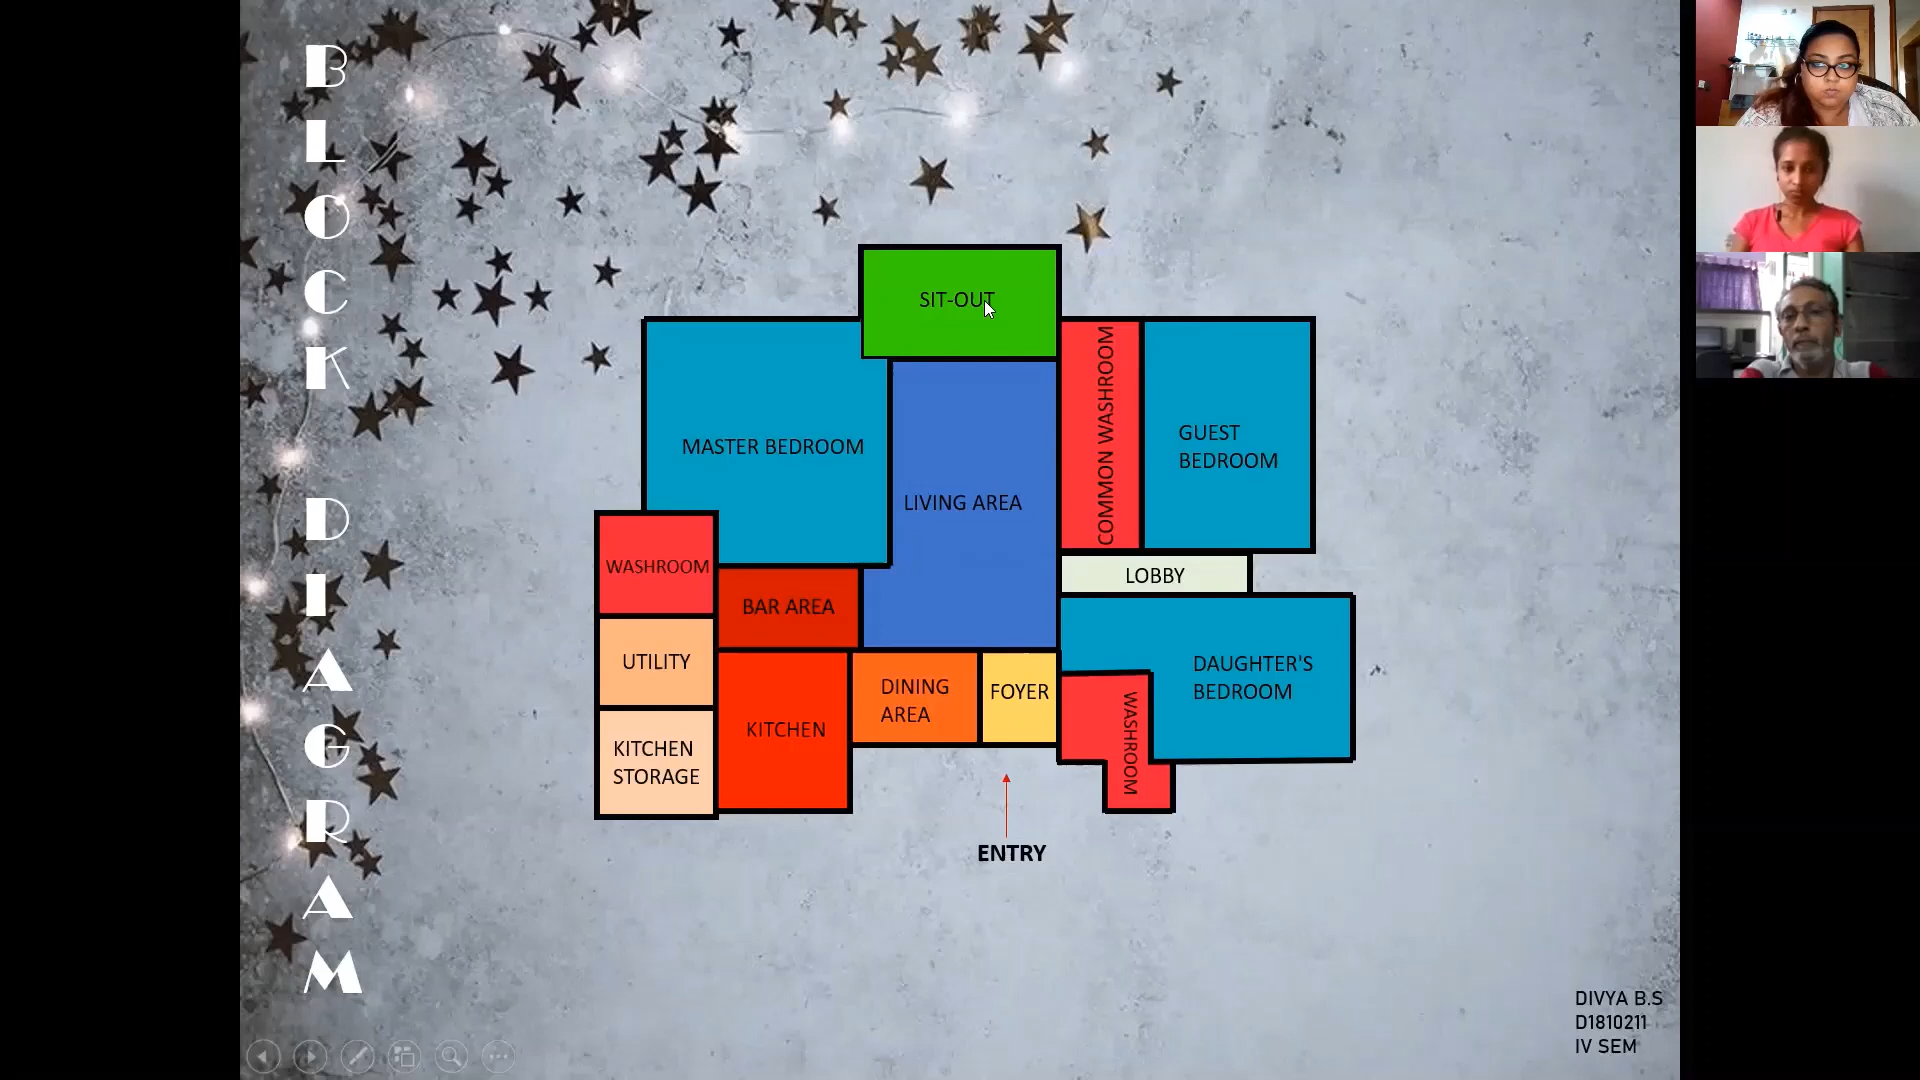 BLOCK DIAGRAM
SIT-OUT
MASTER BEDROOM
COMMON WASHROOM
GUEST
BEDROOM
LIVING AREA
WASHROOM
LOBBY
BAR AREA
UTILITY
DINING
AREA
FOYER
DAUGHTER'S
BEDROOM
KITCHEN
WASHROOM
KITCHEN
STORAGE
ENTRY
DIVYA B.S
D1810211
IV SEM